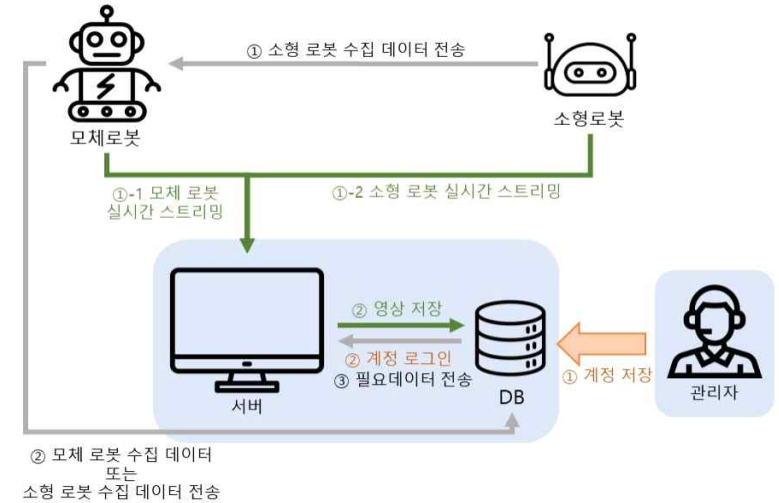 ① 소형 로봇 수집 데이터 전송
모체로봇
소형로봇
①-1 모체 로봇
실시간 스트리밍
①-2 소형 로봇 실시간 스트리밍
② 영상 저장
② 계정 로그인
③ 필요데이터 전송
서버
DB
① 계정 저장
관리자
② 모체 로봇 수집 데이터
또는
소형 로봇 수집 데이터 전송